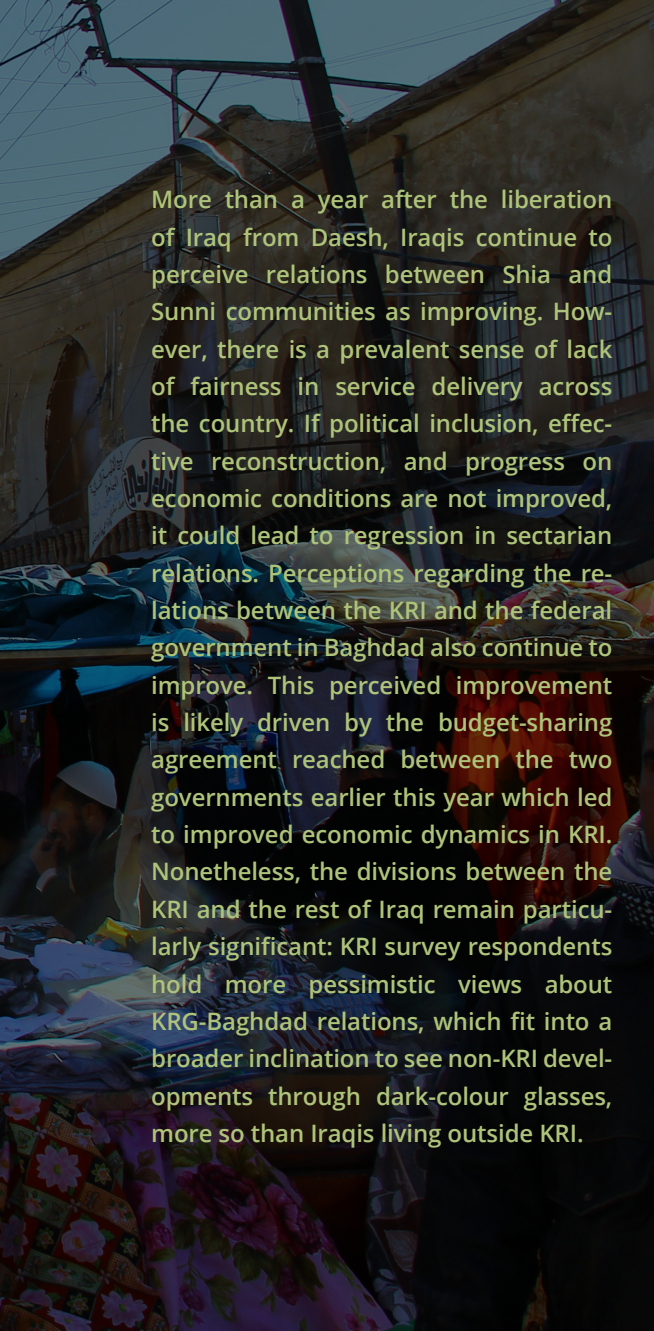 More than a year after the liberation
of Iraq from Daesh, Iraqis continue to
perceive relations between Shia and
Sunni communities as improving. How-
ever, there is a prevalent sense of lack
of fairness in service delivery across
the country. If political inclusion, effec-
tive reconstruction, and progress on
economic conditions are not improved,
it could lead to regression in sectarian
relations. Perceptions regarding the re-
lations between the KRI and the federal
government in Baghdad also continue to
improve. This perceived improvement
is likely driven by the budget-sharing
agreement reached between the two
governments earlier this year which led
to improved economic dynamics in KRI.
Nonetheless, the divisions between the
KRI and the rest of Iraq remain particu-
larly significant: KRI survey respondents
hold more pessimistic views about
KRG-Baghdad relations, which fit into a
broader inclination to see non-KRI devel-
opments through dark-colour glasses,
more so than Iraqis living outside KRI.